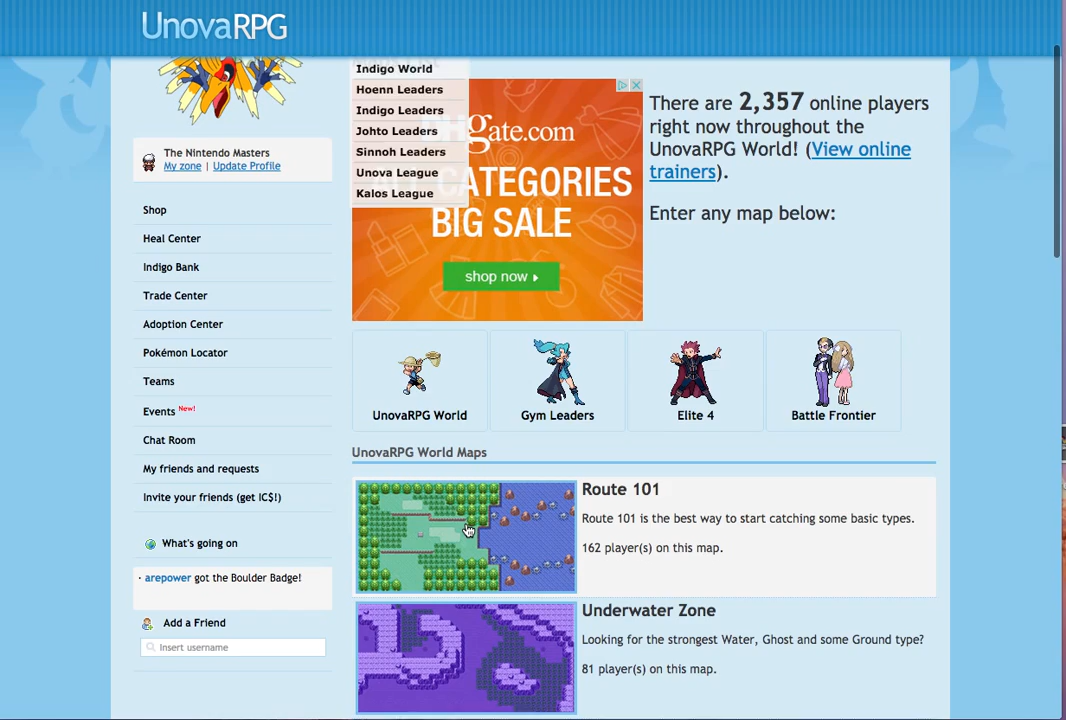 UnovaRPG
Indigo World
Hoenn Leaders
Indigo Leaders
Johto Leaders
Sinnoh Leaders
Unova League
Kalos League
gate.com
CATEGORIES
BIG SALE
shop now
There are 2,357 online players
right now throughout the
UnovaRPG World! (View online
trainers).
Enter any map below:
The Nintendo Masters
My zone | Update Profile
Shop
Heal Center
Indigo Bank
Trade Center
Adoption Center
Pokémon Locator
Teams
Events New!
Chat Room
My friends and requests
Invite your friends (get IC$!)
What's going on
· arepower got the Boulder Badge!
Add a Friend
Insert username
UnovaRPG World
Gym Leaders
Elite 4
Battle Frontier
UnovaRPG World Maps
Route 101
Route 101 is the best way to start catching some basic types.
162 player(s) on this map.
Underwater Zone
Looking for the strongest Water, Ghost and some Ground type?
81 player(s) on this map.